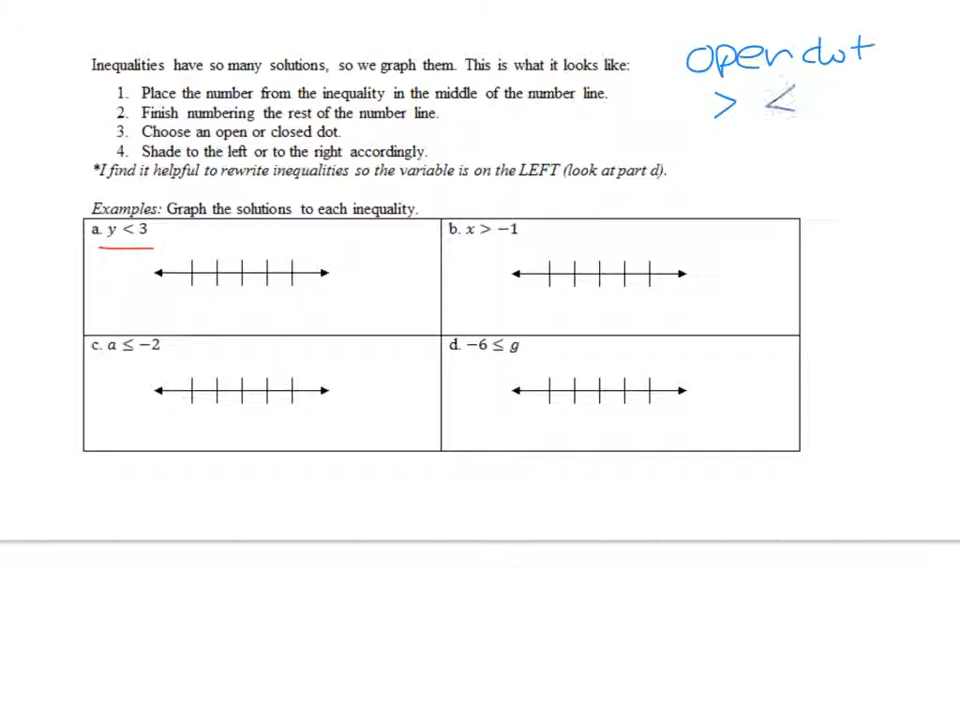 open dot
> <
Inequalities have so many solutions, so we graph them. This is what it looks like:
1. Place the number from the inequality in the middle of the number line.
2. Finish numbering the rest of the number line.
3. Choose an open or closed dot.
4. Shade to the left or to the right accordingly.
*I find it helpful to rewrite inequalities so the variable is on the LEFT (look at part d).
Examples: Graph the solutions to each inequality.
a. y < 3
b. x > −1
c. a ≤ −2
d. −6 ≤ g